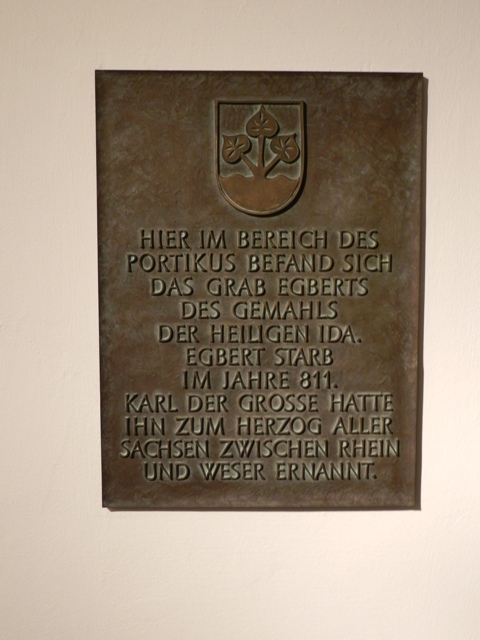 HIER IM BEREICH DES
PORTIKUS BEFAND SICH
DAS GRAB EGBERTS
DES GEMAHLS
DER HEILIGEN IDA.
EGBERT STARB
IM JAHRE 811.
KARL DER GROSSE HATTE
IHN ZUM HERZOG ALLER
SACHSEN ZWISCHEN RHEIN
UND WESER ERNANNT.